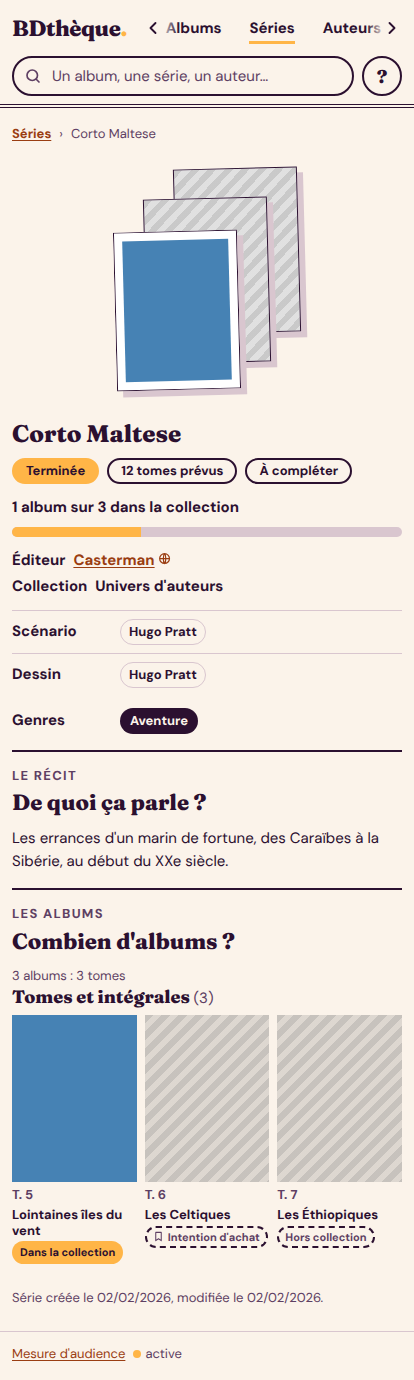 BDthèque.
Albums Séries Auteurs
Un album, une série, un auteur…
?
Séries › Corto Maltese
Corto Maltese
Terminée 12 tomes prévus À compléter
1 album sur 3 dans la collection
Éditeur Casterman
Collection Univers d'auteurs
Scénario Hugo Pratt
Dessin Hugo Pratt
Genres Aventure
LE RÉCIT
De quoi ça parle ?
Les errances d'un marin de fortune, des Caraïbes à la
Sibérie, au début du XXe siècle.
LES ALBUMS
Combien d'albums ?
3 albums : 3 tomes
Tomes et intégrales (3)
T. 5
Lointaines îles du
vent
Dans la collection
T. 6
Les Celtiques
Intention d'achat
T. 7
Les Éthiopiques
Hors collection
Série créée le 02/02/2026, modifiée le 02/02/2026.
Mesure d'audience active